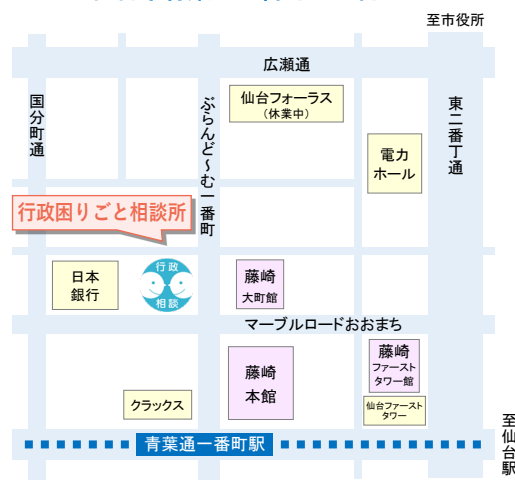 至市役所
広瀬通
国分町通
ぶらんど～む一番町
仙台フォーラス
（休業中）
東二番丁通
電力
ホール
行政困りごと相談所
日本
銀行
行政
相談
藤崎
大町館
マーブルロードおおまち
藤崎
本館
藤崎
ファースト
タワー館
クラックス
仙台ファースト
タワー
青葉通一番町駅
至仙台駅